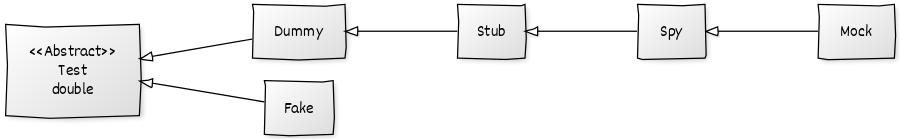 <<Abstract>>
Test
double
Dummy
Stub
Spy
Mock
Fake